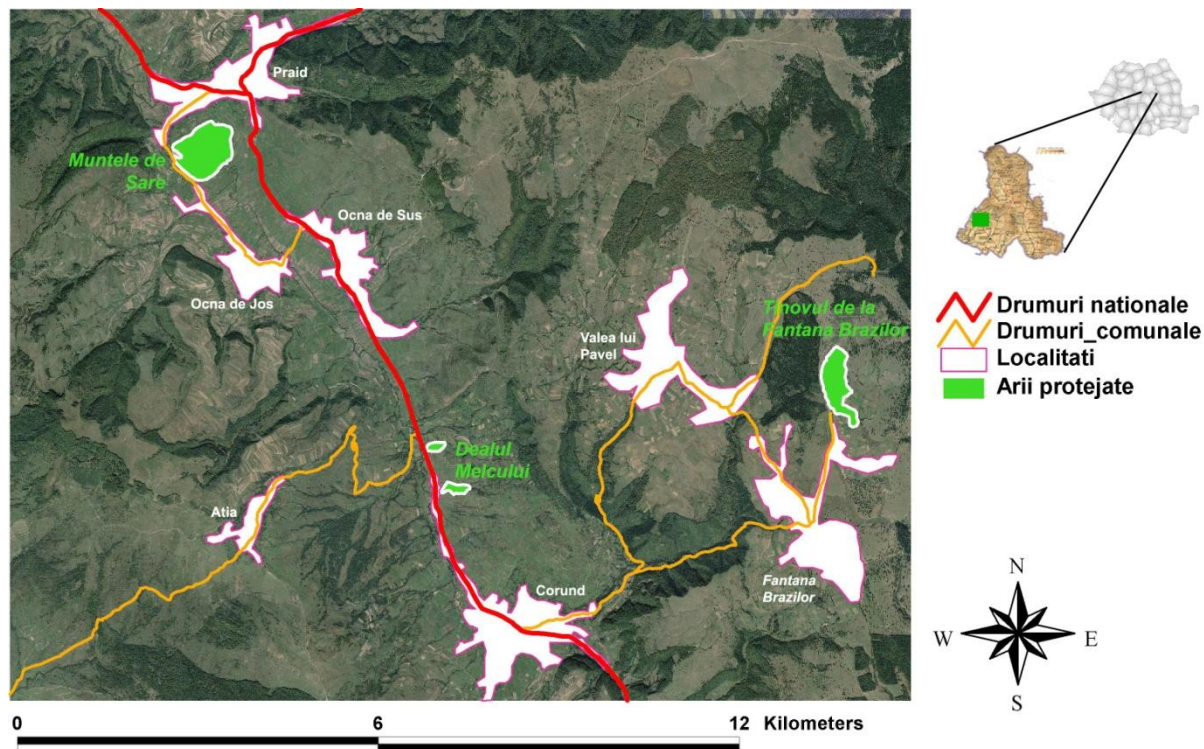 Praid
Muntele de
Sare
Ocna de Sus
Ocna de Jos
Tinovul de la
Fantana Brazilor
Valea lui
Pavel
Dealul
Melcului
Atia
Corund
Fantana
Brazilor
Drumuri nationale
Drumuri_comunale
Localitati
Arii protejate
N
W E
S
0 6 12 Kilometers